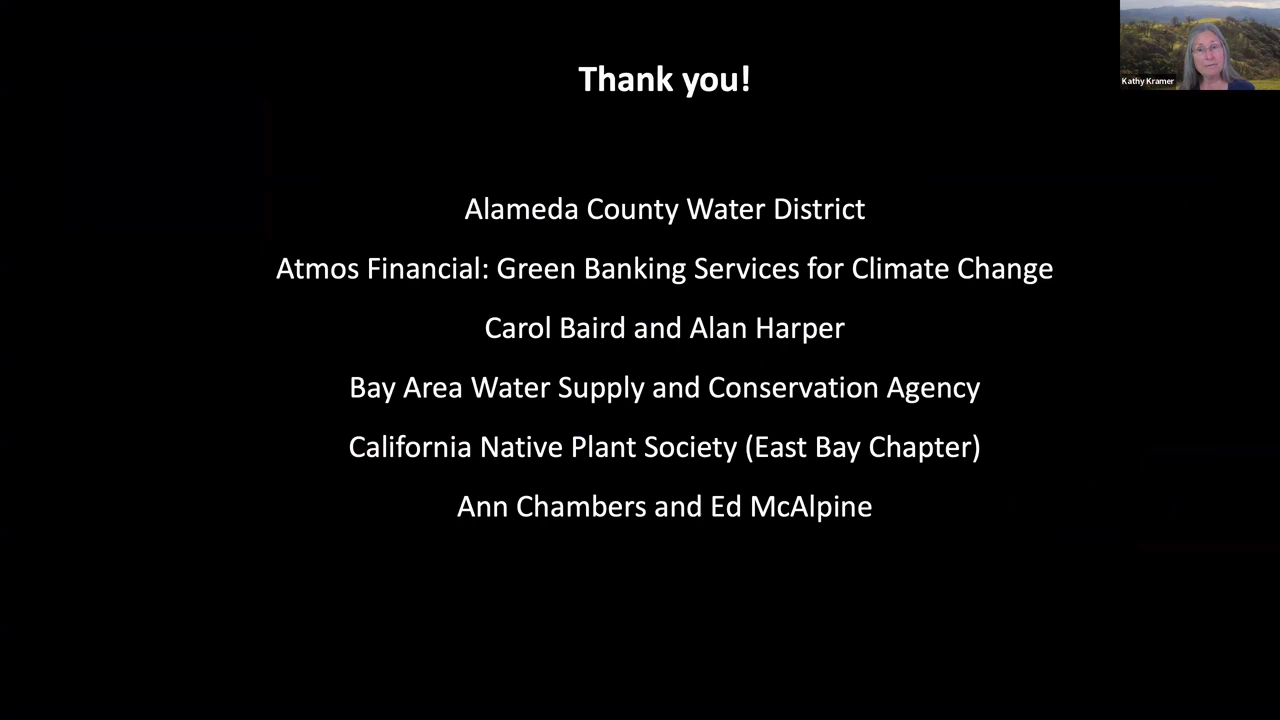 Thank you!
Kathy Kramer
Alameda County Water District
Atmos Financial: Green Banking Services for Climate Change
Carol Baird and Alan Harper
Bay Area Water Supply and Conservation Agency
California Native Plant Society (East Bay Chapter)
Ann Chambers and Ed McAlpine